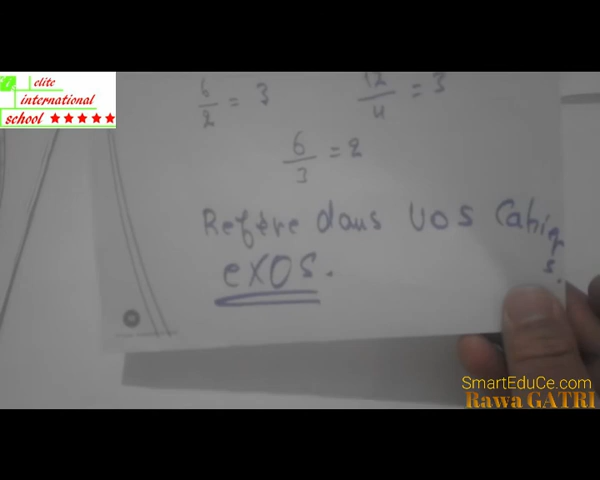 elite
international
school
6/2 = 3
12/4 = 3
6/3 = 2
Refère dans vos Cahiers.
exos.
SmartEduCe.com
Rawa GATRI